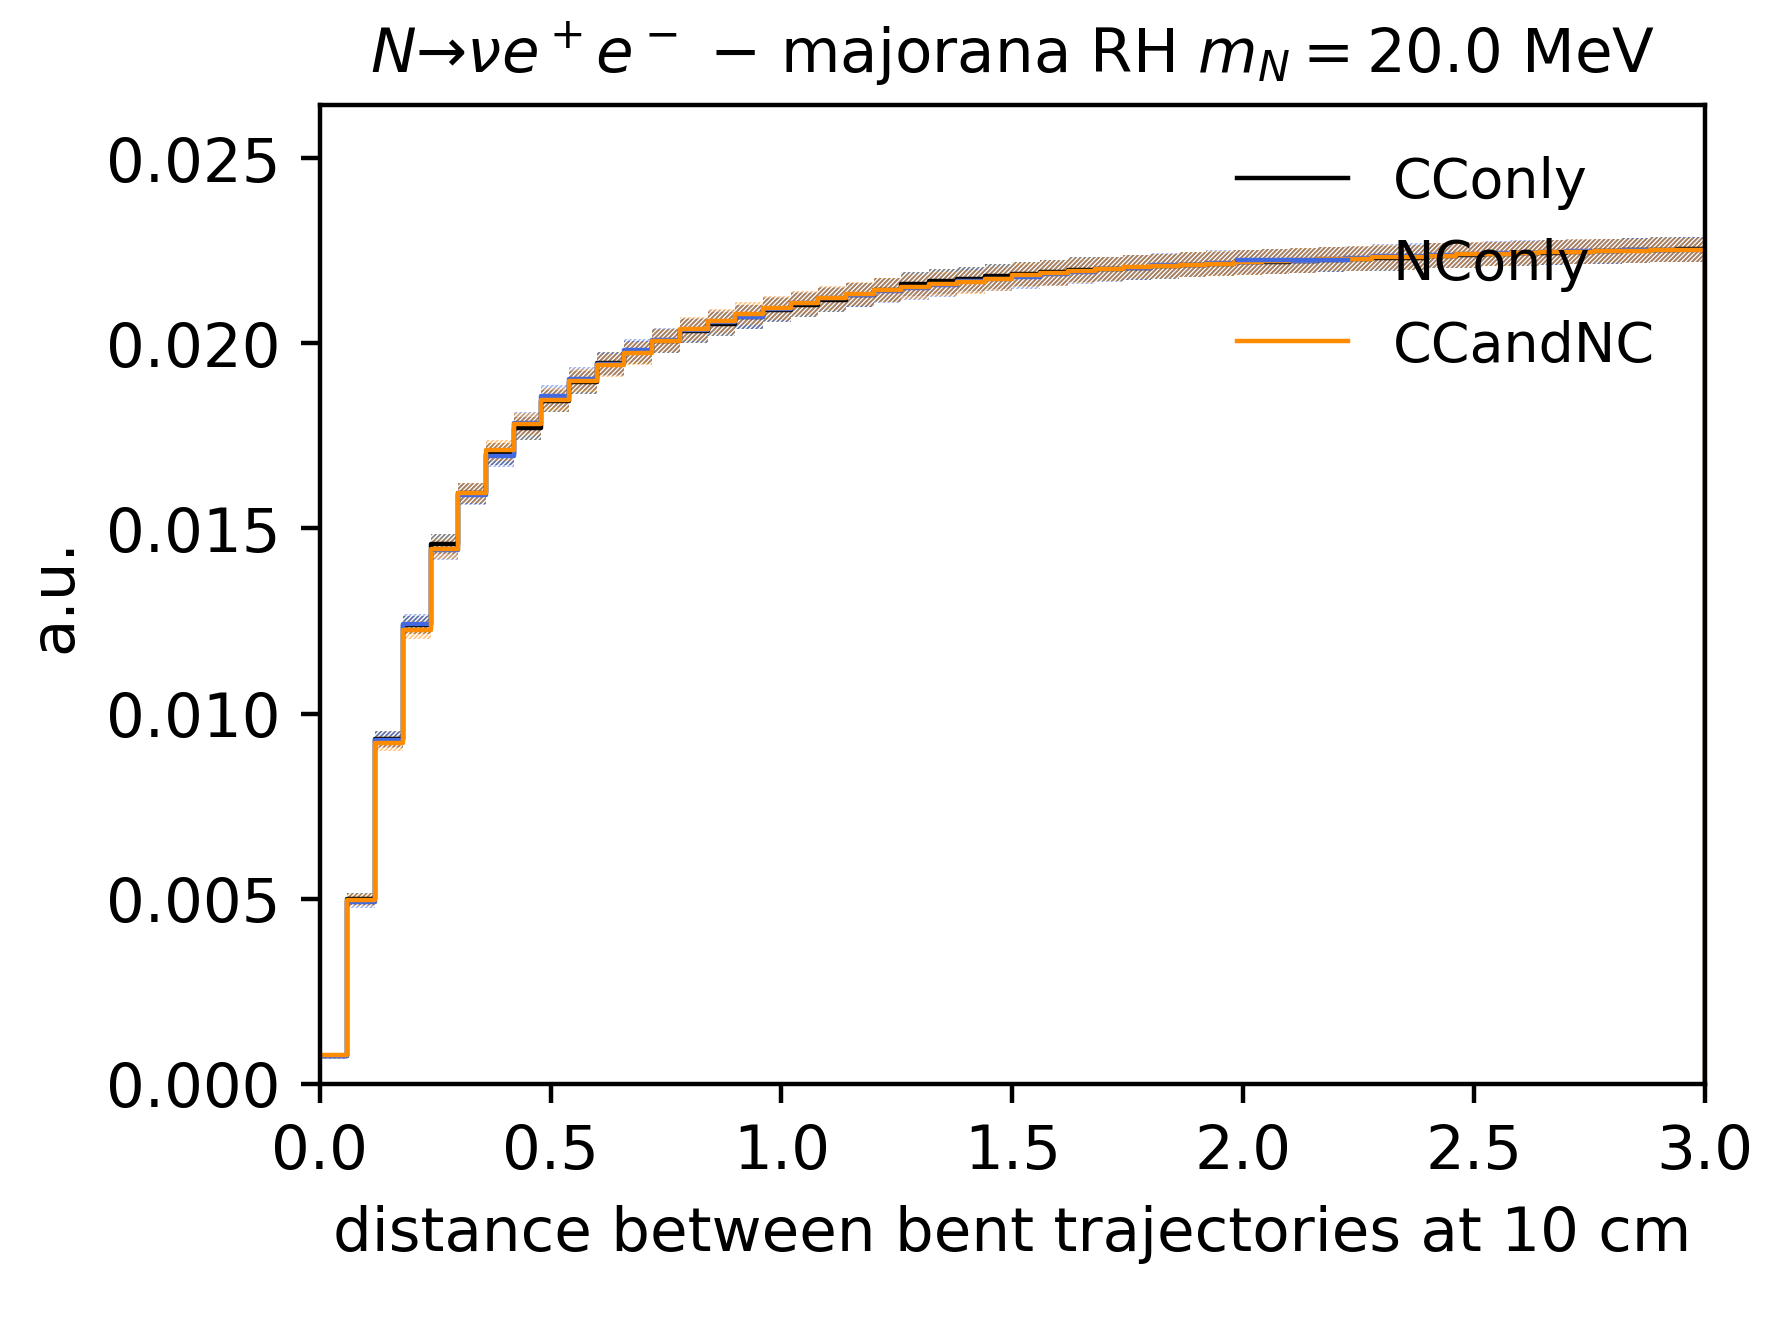 N→νe⁺e⁻ − majorana RH m_N = 20.0 MeV
0.025
0.020
0.015
0.010
0.005
0.000
a.u.
CConly
NConly
CCandNC
0.0 0.5 1.0 1.5 2.0 2.5 3.0
distance between bent trajectories at 10 cm